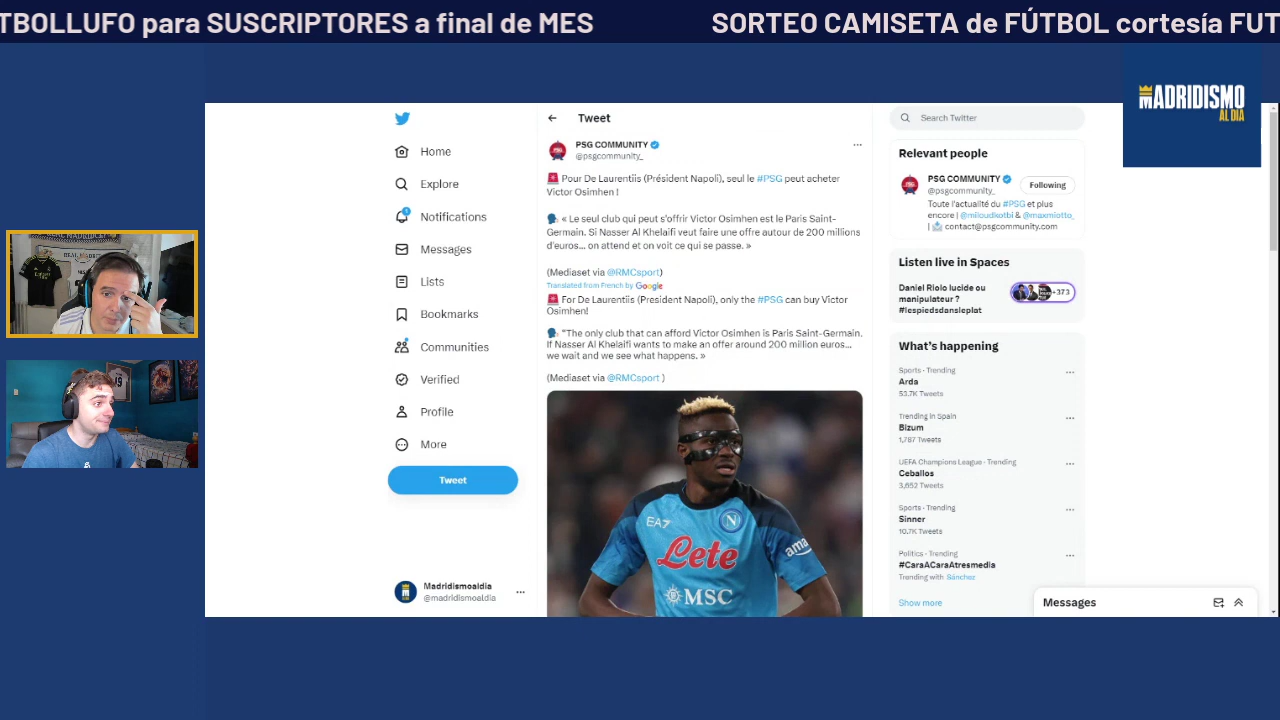 TBOLLUFO para SUSCRIPTORES a final de MES
SORTEO CAMISETA de FÚTBOL cortesía FUT
MADRIDISMO
AL DIA
Home
Explore
Notifications
Messages
Lists
Bookmarks
Communities
Verified
Profile
More
Tweet
Madridismoaldia
@madridismoaldia
Tweet
PSG COMMUNITY
@psgcommunity_
Pour De Laurentiis (Président Napoli), seul le #PSG peut acheter
Victor Osimhen !
« Le seul club qui peut s'offrir Victor Osimhen est le Paris Saint-
Germain. Si Nasser Al Khelaifi veut faire une offre autour de 200 millions
d'euros... on attend et on voit ce qui se passe. »
(Mediaset via @RMCsport)
Translated from French by Google
For De Laurentiis (President Napoli), only the #PSG can buy Victor
Osimhen!
"The only club that can afford Victor Osimhen is Paris Saint-Germain.
If Nasser Al Khelaifi wants to make an offer around 200 million euros...
we wait and we see what happens. »
(Mediaset via @RMCsport )
EA7
N
Lete
MSC
ama
Search Twitter
Relevant people
PSG COMMUNITY
Following
@psgcommunity_
Toute l'actualité du #PSG et plus
encore | @miloudkotbi & @maxmiotto_
| contact@psgcommunity.com
Listen live in Spaces
Daniel Riolo lucide ou
manipulateur ?
#lespiedsdansleplat
+373
What's happening
Sports · Trending
Arda
53.7K Tweets
Trending in Spain
Bizum
1,787 Tweets
UEFA Champions League · Trending
Ceballos
3,652 Tweets
Sports · Trending
Sinner
10.7K Tweets
Politics · Trending
#CaraACaraAtresmedia
Trending with Sánchez
Show more
Messages